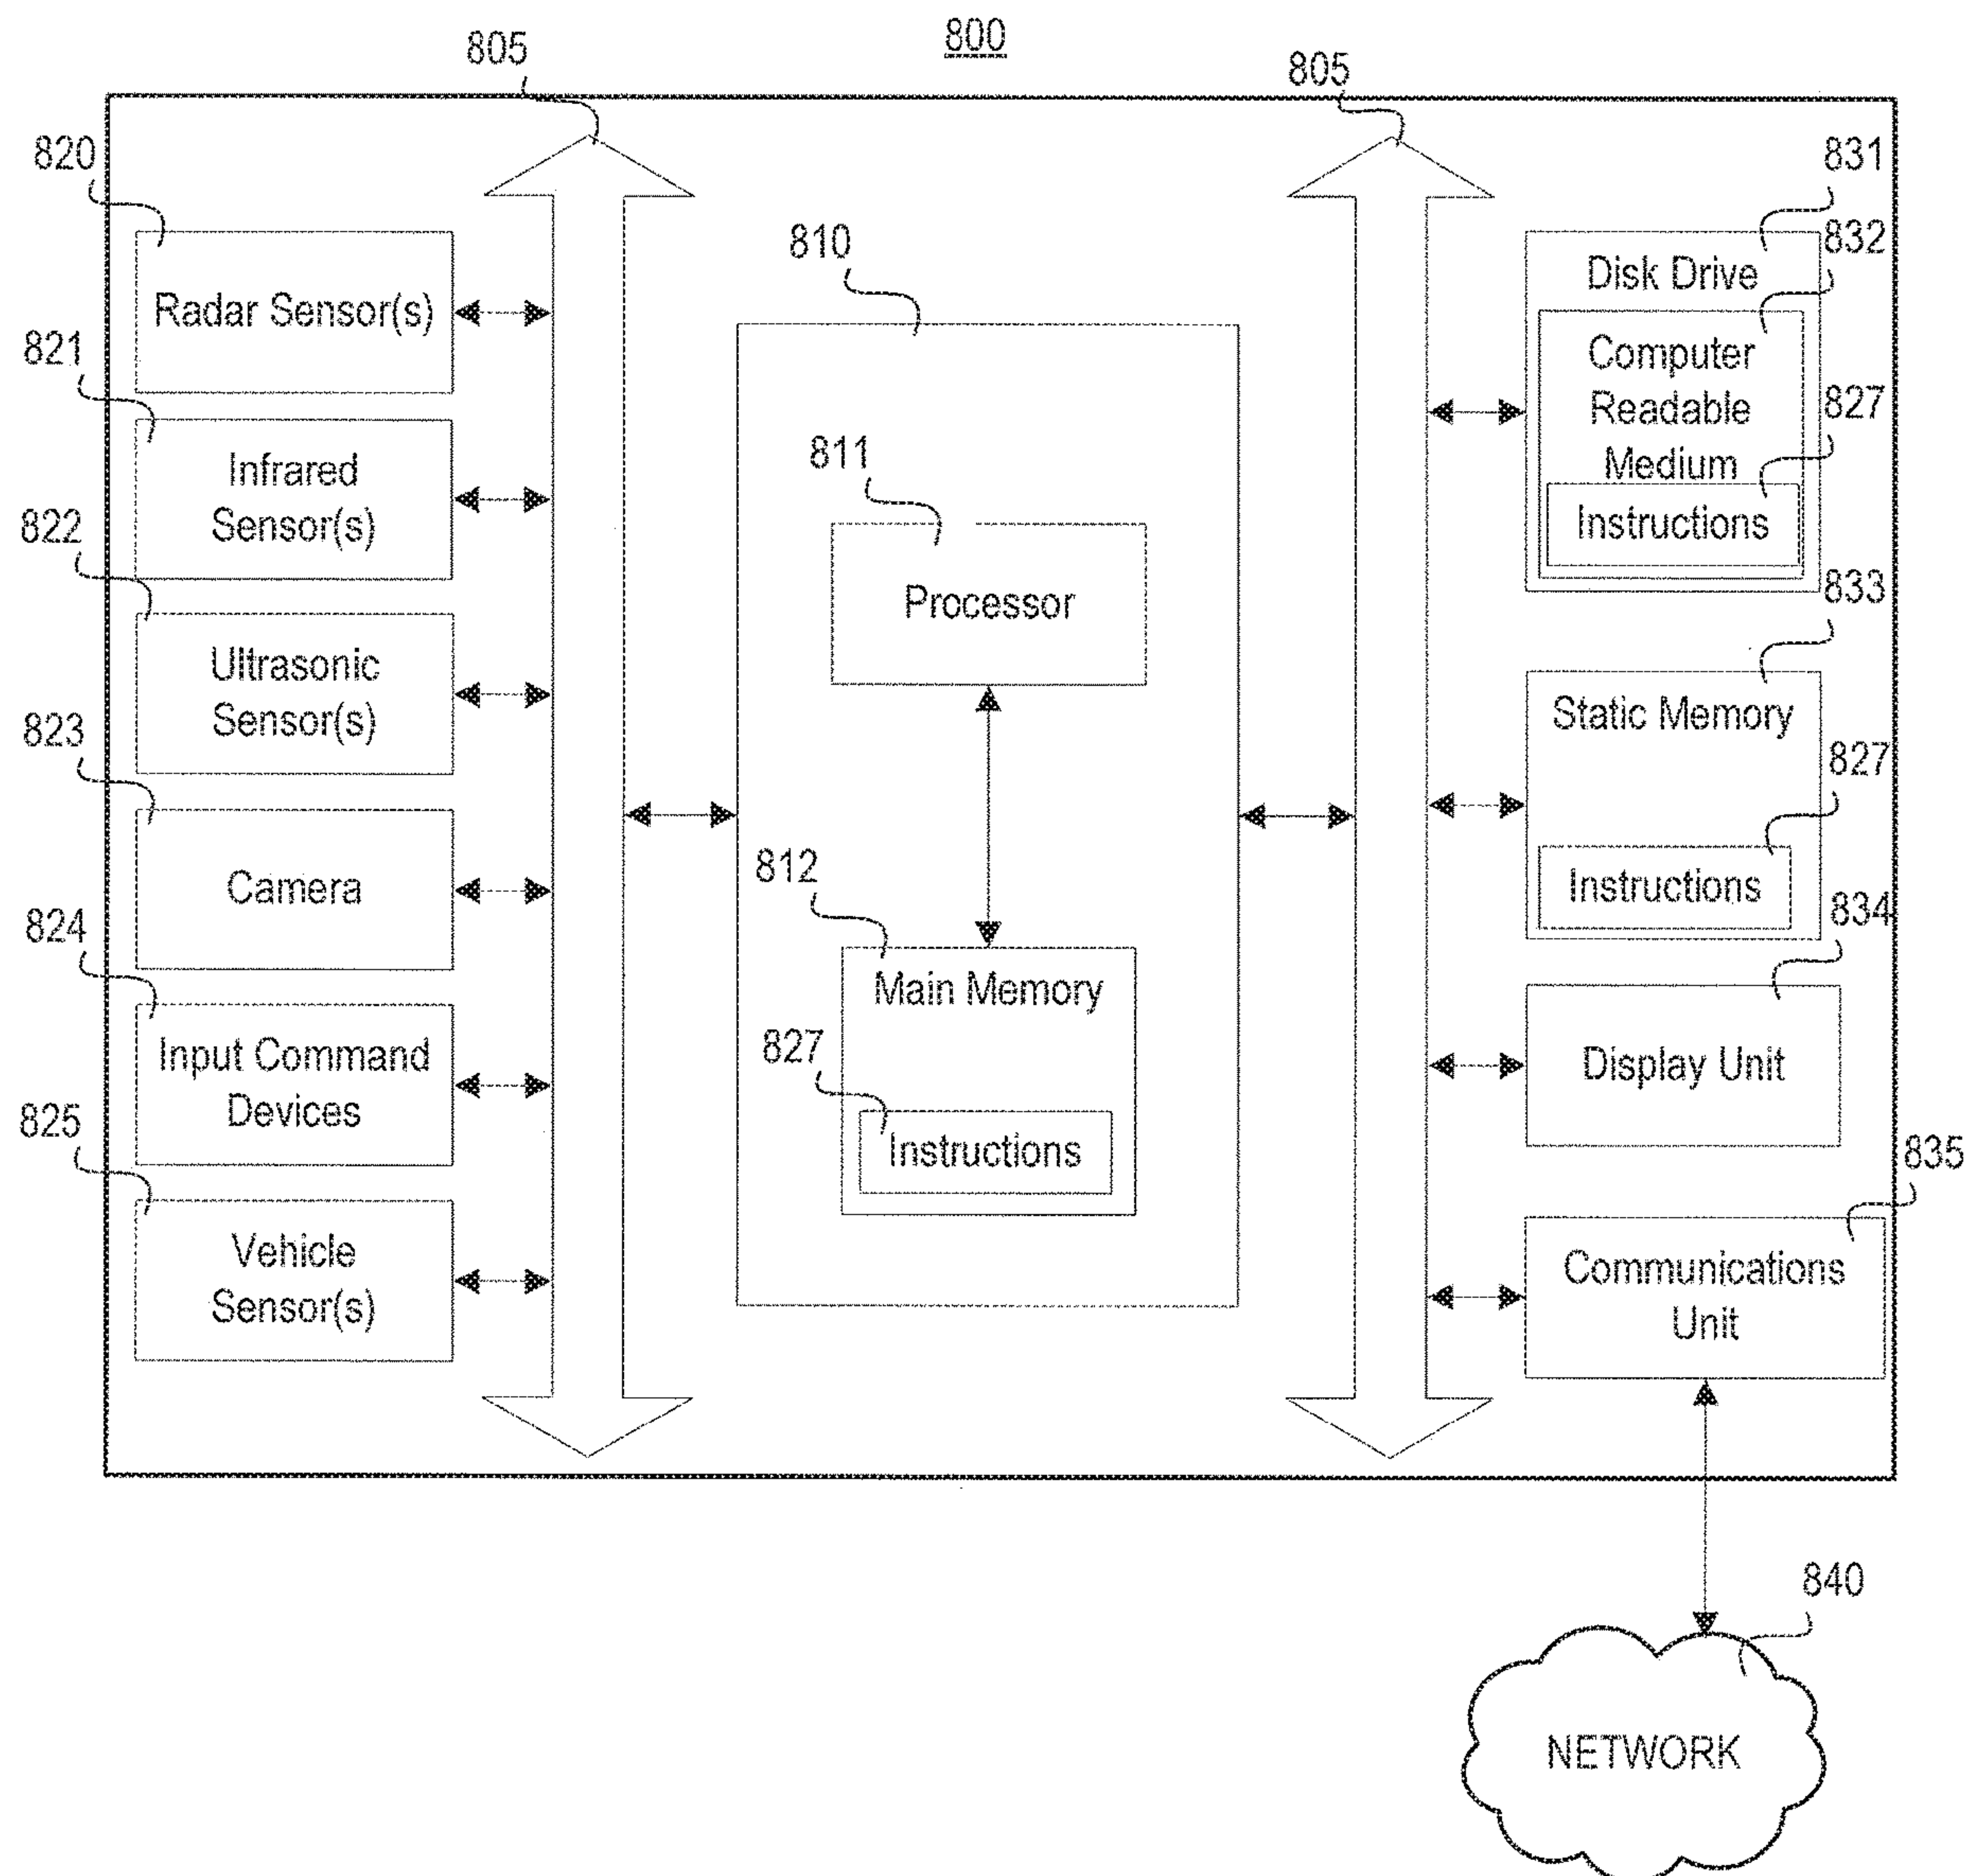 800
805
805
820
Radar Sensor(s)
821
Infrared
Sensor(s)
822
Ultrasonic
Sensor(s)
823
Camera
824
Input Command
Devices
825
Vehicle
Sensor(s)
810
811
Processor
812
Main Memory
827
Instructions
831
Disk Drive
832
Computer
Readable
Medium
827
Instructions
833
Static Memory
827
Instructions
834
Display Unit
835
Communications
Unit
840
NETWORK